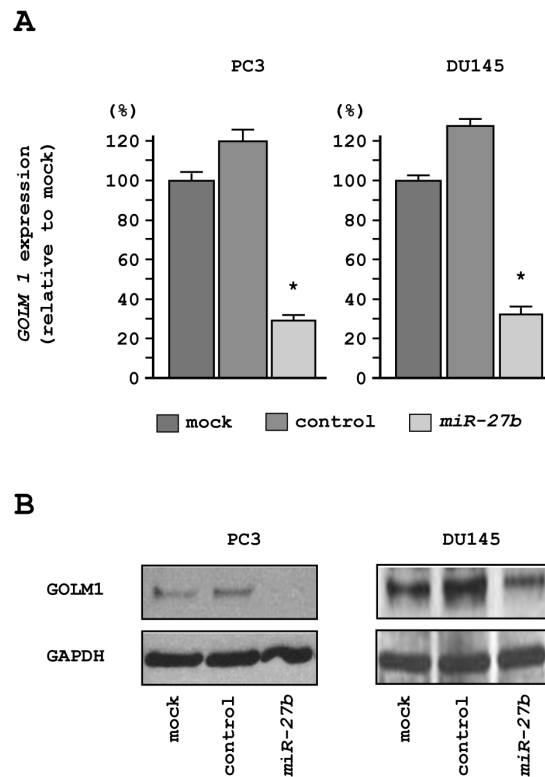 A
PC3 DU145
(%) (%)
GOLM 1 expression
(relative to mock)
120 120
100 100
80 80
60 60
40 40
20 20
0 0
* *
mock control miR-27b
B
PC3 DU145
GOLM1
GAPDH
mock control miR-27b mock control miR-27b